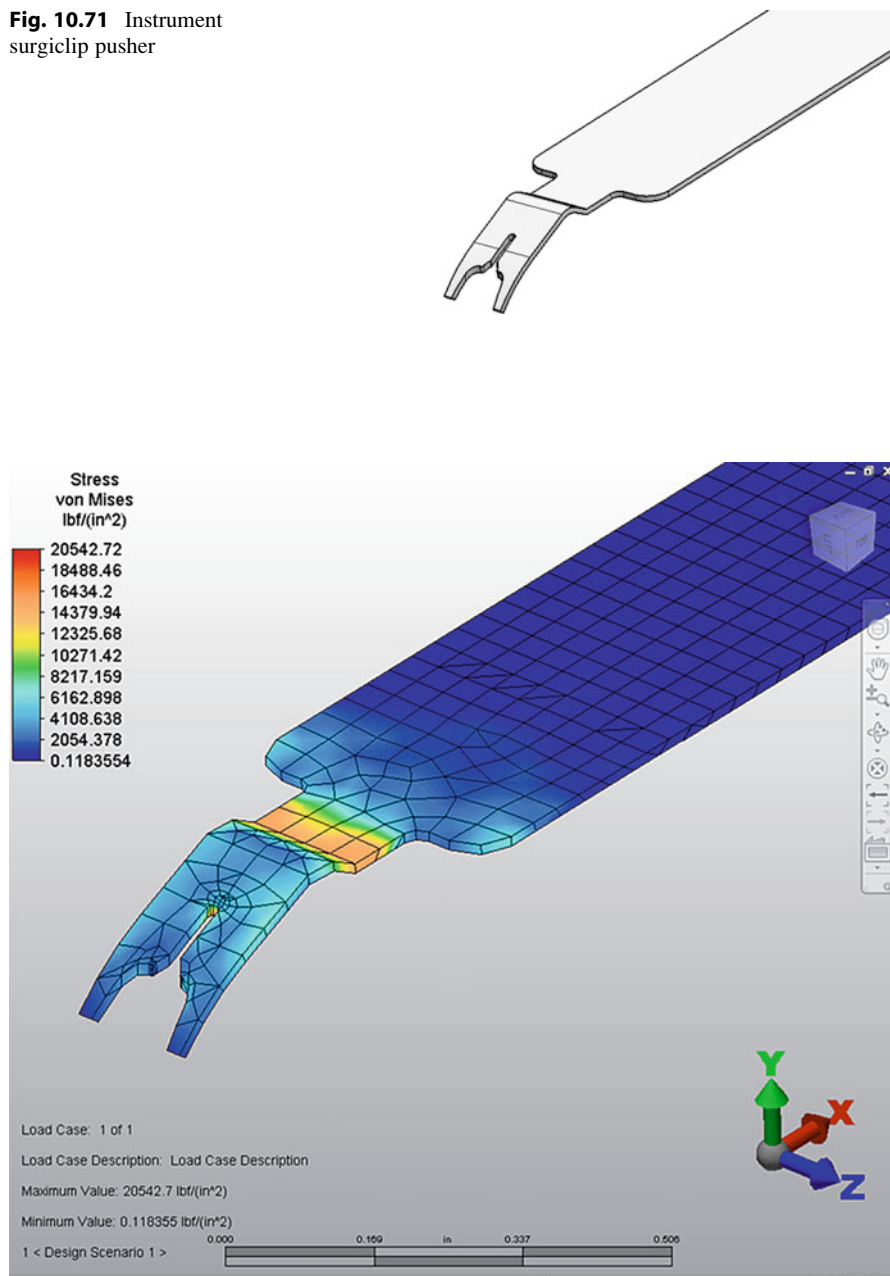 Fig. 10.71 Instrument
surgiclip pusher
Stress
von Mises
lbf/(in^2)
20542.72
18488.46
16434.2
14379.94
12325.68
10271.42
8217.159
6162.898
4108.638
2054.378
0.1183554
Load Case: 1 of 1
Load Case Description: Load Case Description
Maximum Value: 20542.7 lbf/(in^2)
Minimum Value: 0.118355 lbf/(in^2)
1 < Design Scenario 1 >
0.000 0.169 in 0.337 0.506
Y
X
Z